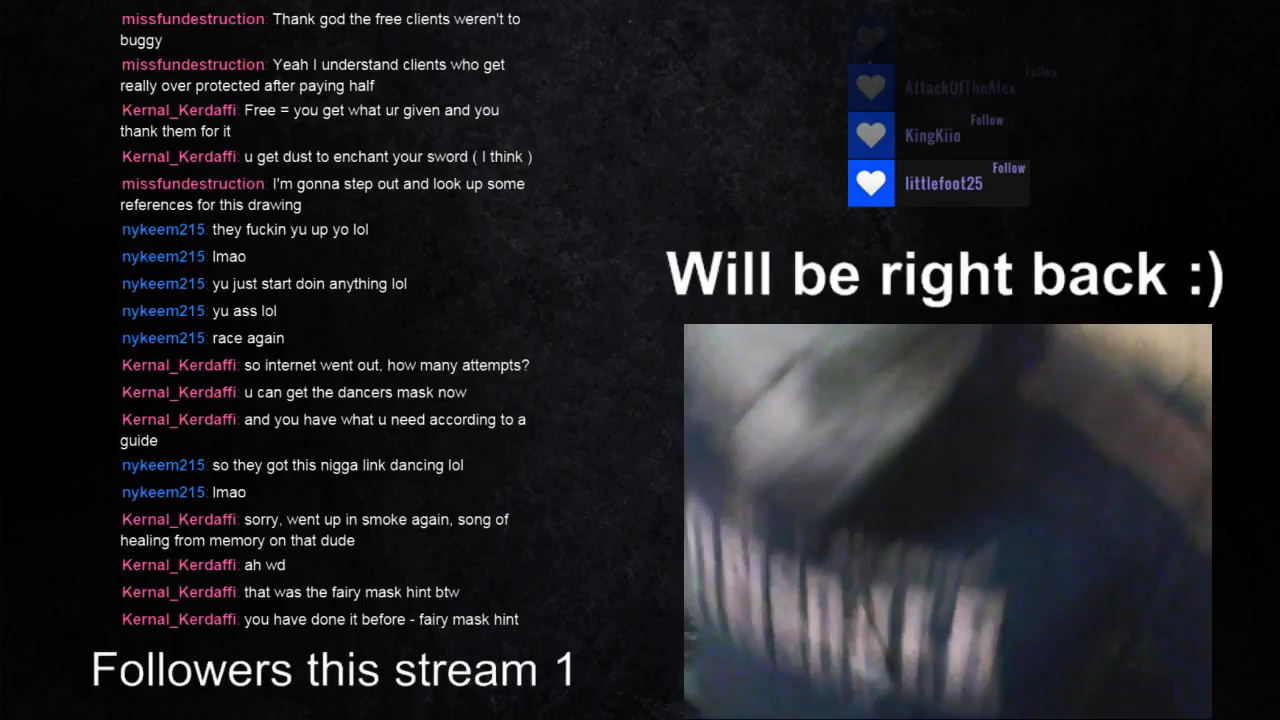 missfundestruction: Thank god the free clients weren't to
buggy
missfundestruction: Yeah I understand clients who get
really over protected after paying half
Kernal_Kerdaffi: Free = you get what ur given and you
thank them for it
Kernal_Kerdaffi: u get dust to enchant your sword ( I think )
missfundestruction: I'm gonna step out and look up some
references for this drawing
nykeem215: they fuckin yu up yo lol
nykeem215: lmao
nykeem215: yu just start doin anything lol
nykeem215: yu ass lol
nykeem215: race again
Kernal_Kerdaffi: so internet went out, how many attempts?
Kernal_Kerdaffi: u can get the dancers mask now
Kernal_Kerdaffi: and you have what u need according to a
guide
nykeem215: so they got this nigga link dancing lol
nykeem215: lmao
Kernal_Kerdaffi: sorry, went up in smoke again, song of
healing from memory on that dude
Kernal_Kerdaffi: ah wd
Kernal_Kerdaffi: that was the fairy mask hint btw
Kernal_Kerdaffi: you have done it before - fairy mask hint
Followers this stream 1
AttackOfTheAlex Follow
KingKiio Follow
littlefoot25 Follow
Will be right back :)